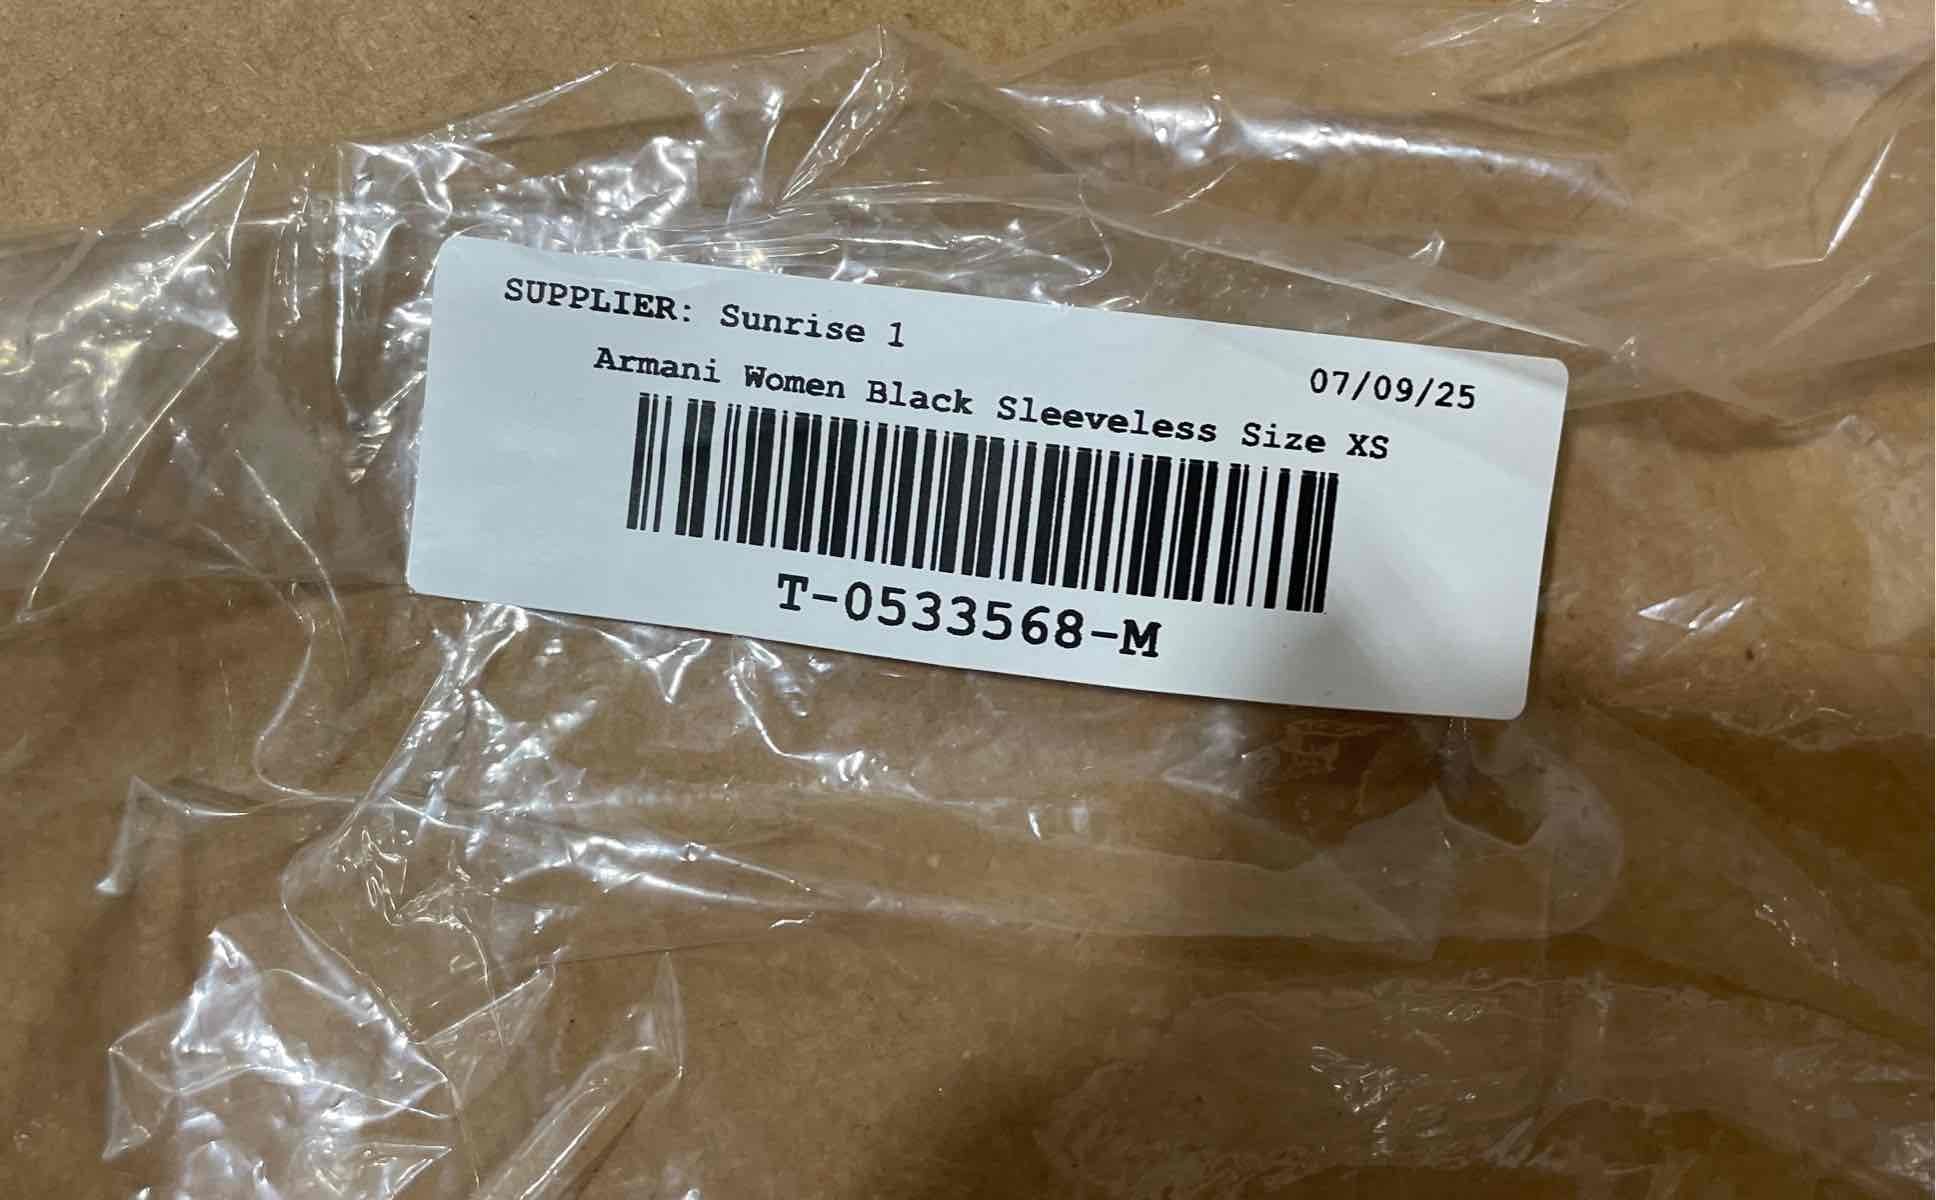 SUPPLIER: Sunrise 1
07/09/25
Armani Women Black Sleeveless Size XS
T-0533568-M